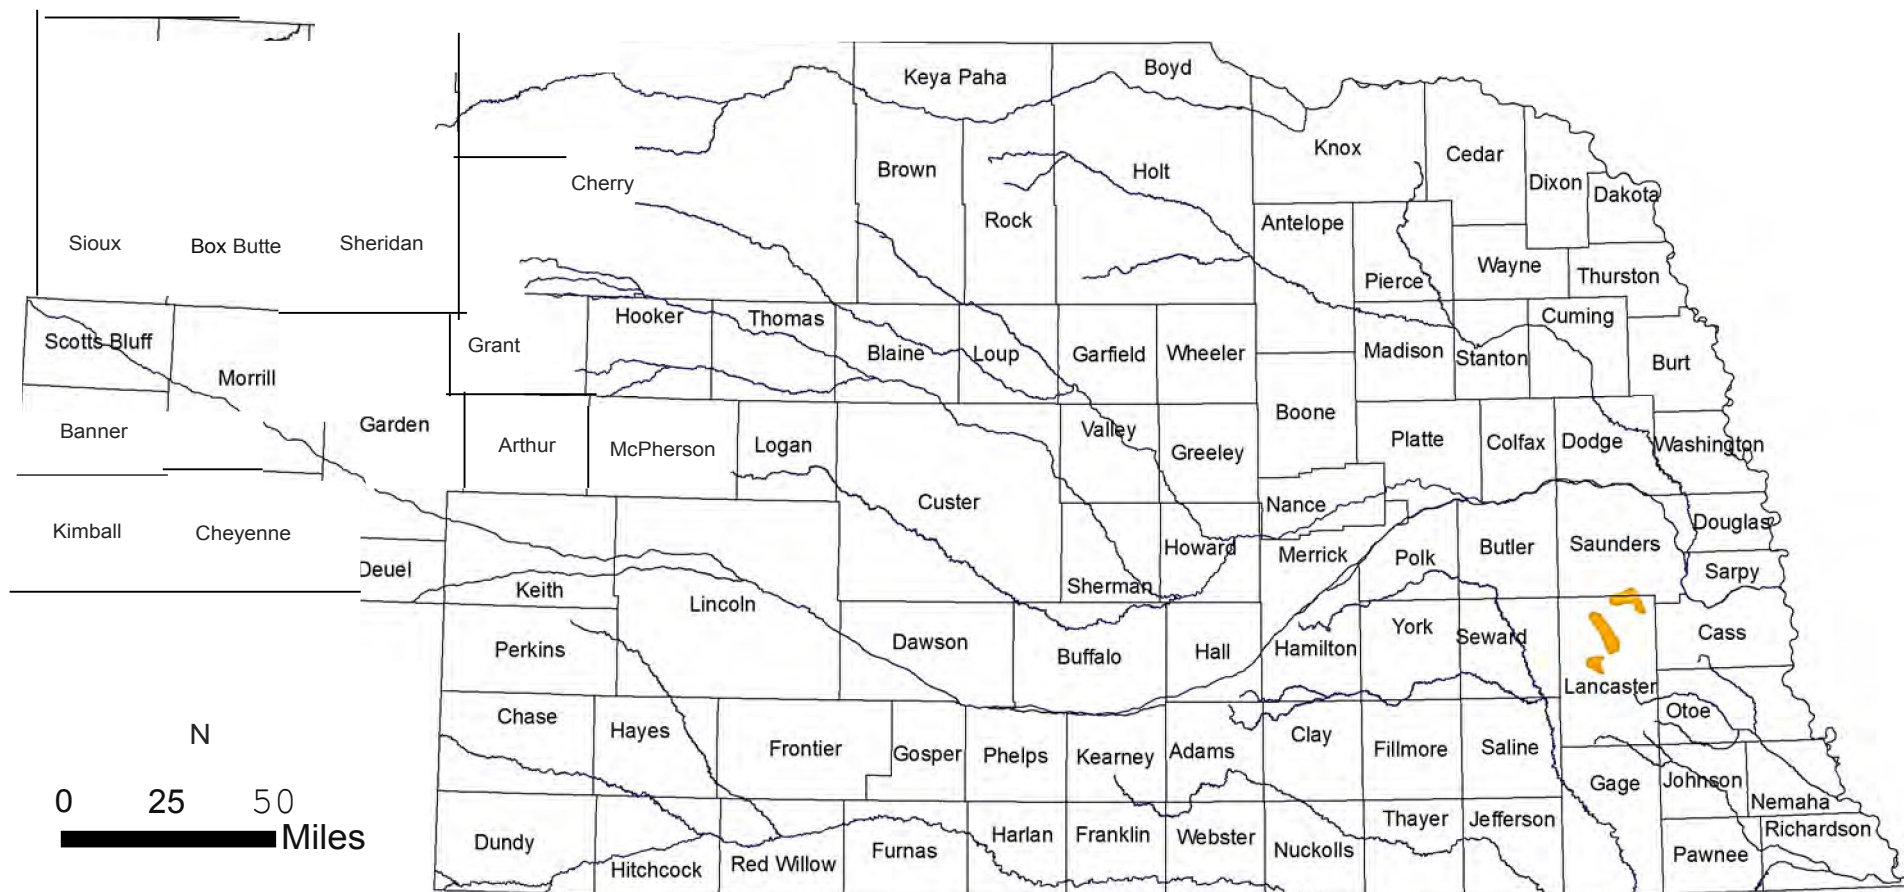 Keya Paha
Boyd
Knox
Cedar
Dixon
Dakota
Cherry
Brown
Rock
Holt
Antelope
Pierce
Wayne
Thurston
Sioux
Box Butte
Sheridan
Scotts Bluff
Morrill
Grant
Hooker
Thomas
Blaine
Loup
Garfield
Wheeler
Madison
Stanton
Cuming
Burt
Banner
Garden
Arthur
McPherson
Logan
Custer
Valley
Greeley
Boone
Platte
Colfax
Dodge
Washington
Kimball
Cheyenne
Deuel
Keith
Lincoln
Sherman
Howard
Nance
Merrick
Polk
Butler
Saunders
Douglas
Sarpy
Perkins
Dawson
Buffalo
Hall
Hamilton
York
Seward
Lancaster
Cass
Otoe
Chase
Hayes
Frontier
Gosper
Phelps
Kearney
Adams
Clay
Fillmore
Saline
Gage
Johnson
Nemaha
Dundy
Hitchcock
Red Willow
Furnas
Harlan
Franklin
Webster
Nuckolls
Thayer
Jefferson
Pawnee
Richardson
N
0 25 50
Miles